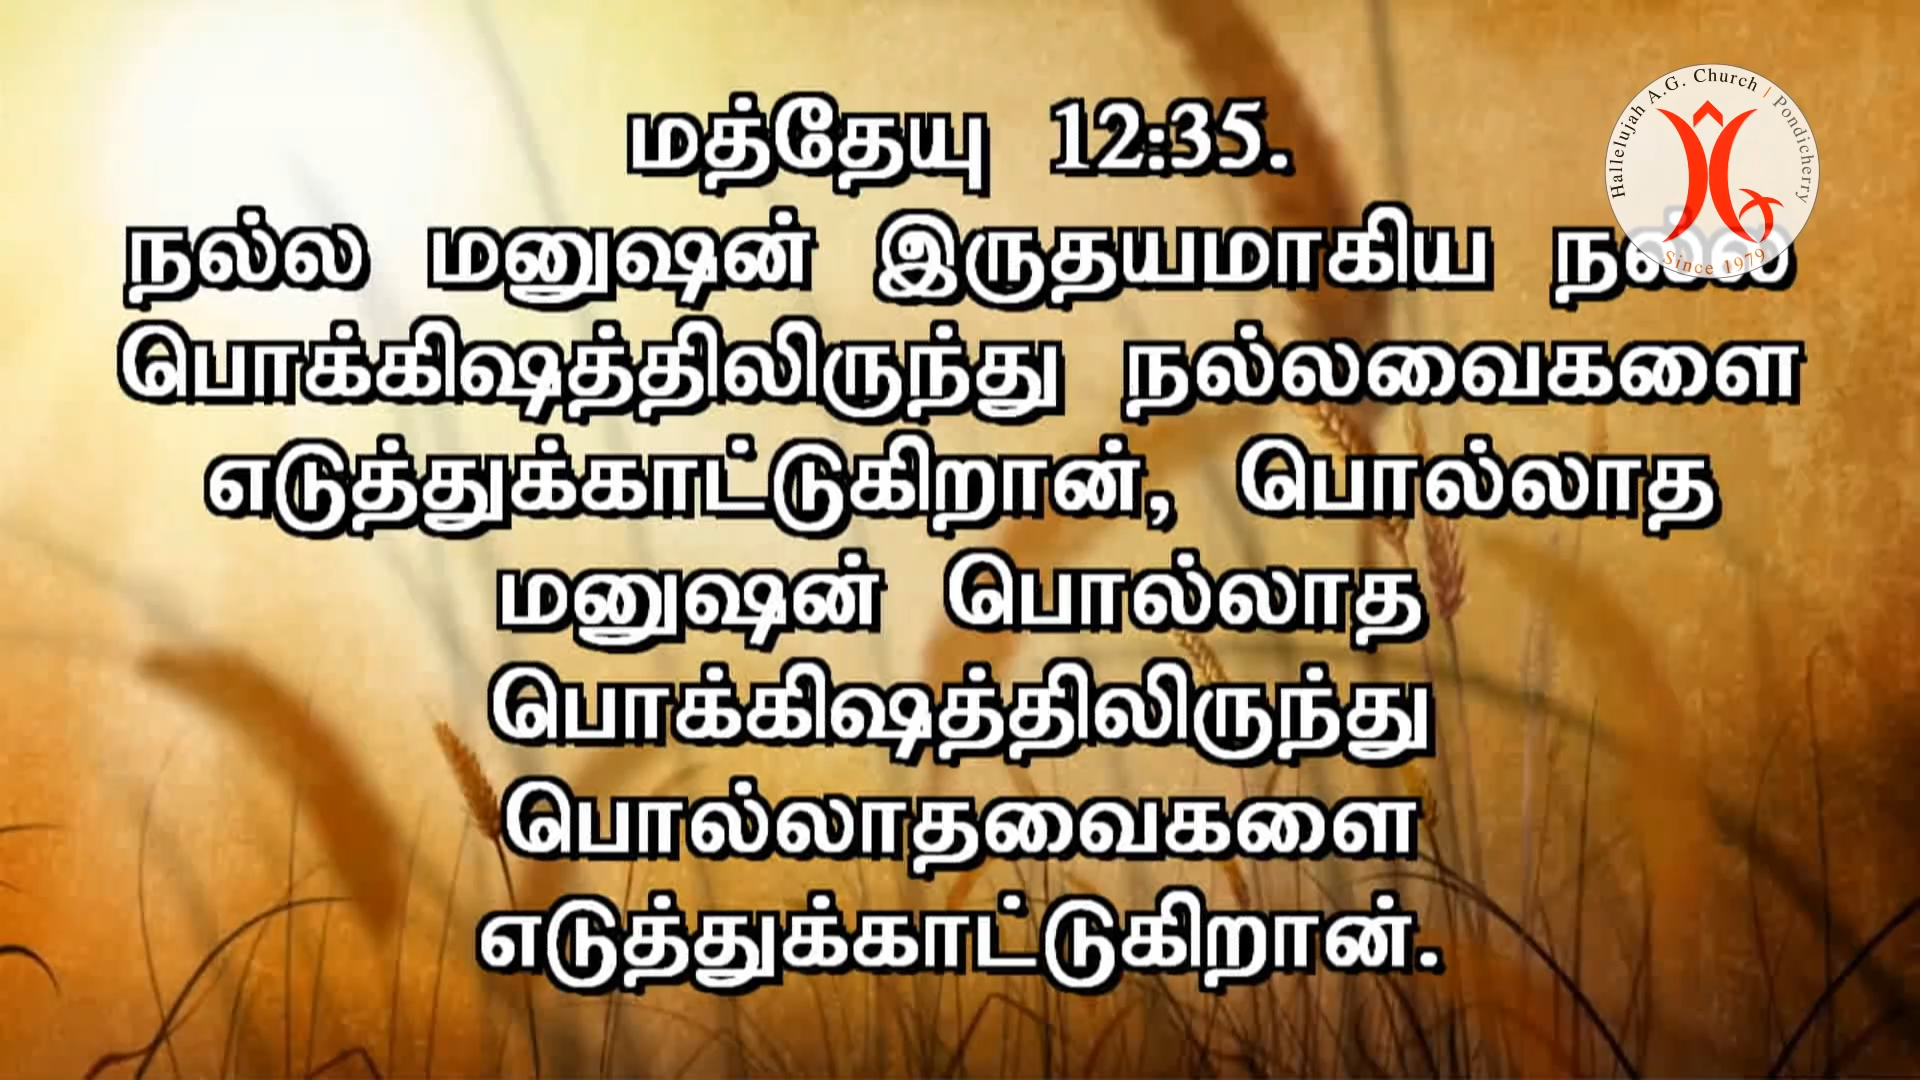 மத்தேயு 12:35.
நல்ல மனுஷன் இருதயமாகிய நல்ல
பொக்கிஷத்திலிருந்து நல்லவைகளை
எடுத்துக்காட்டுகிறான், பொல்லாத
மனுஷன் பொல்லாத
பொக்கிஷத்திலிருந்து
பொல்லாதவைகளை
எடுத்துக்காட்டுகிறான்.
Hallelujah A.G. Church | Pondicherry
Since 1979